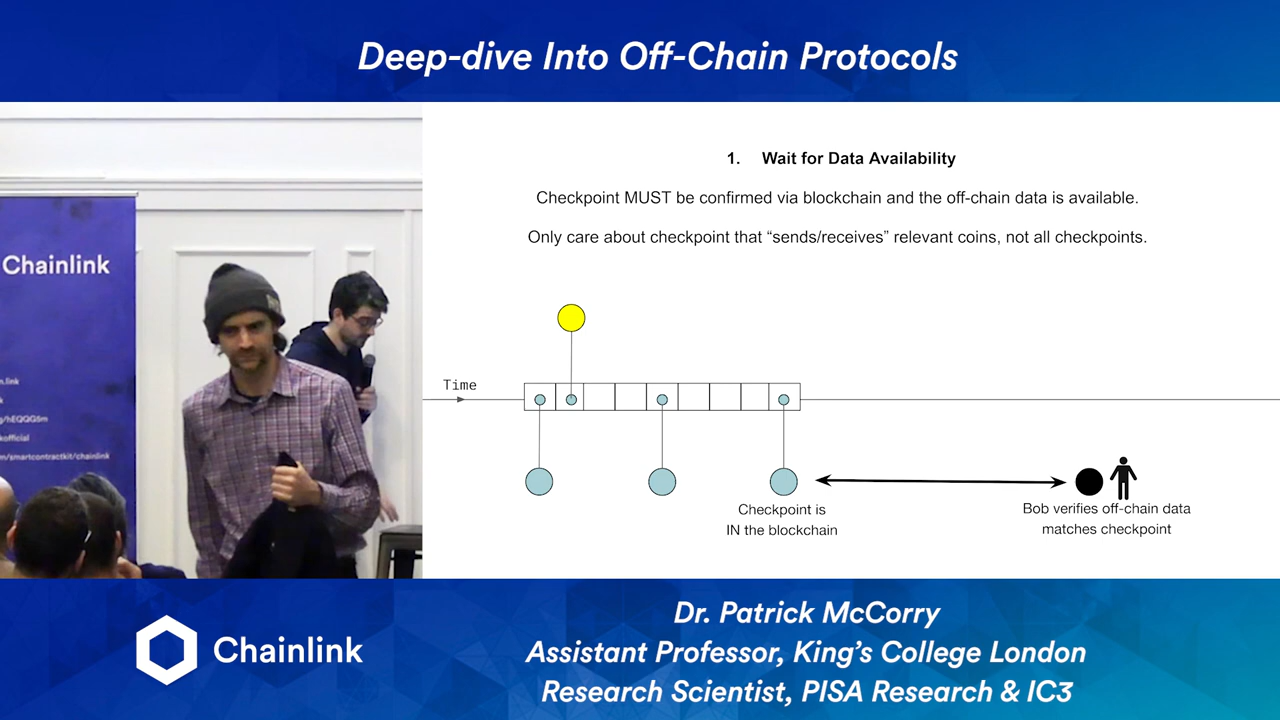 Deep-dive Into Off-Chain Protocols
Chainlink
1. Wait for Data Availability
Checkpoint MUST be confirmed via blockchain and the off-chain data is available.
Only care about checkpoint that “sends/receives” relevant coins, not all checkpoints.
Time
Checkpoint is
IN the blockchain
Bob verifies off-chain data
matches checkpoint
Chainlink
Dr. Patrick McCorry
Assistant Professor, King's College London
Research Scientist, PISA Research & IC3